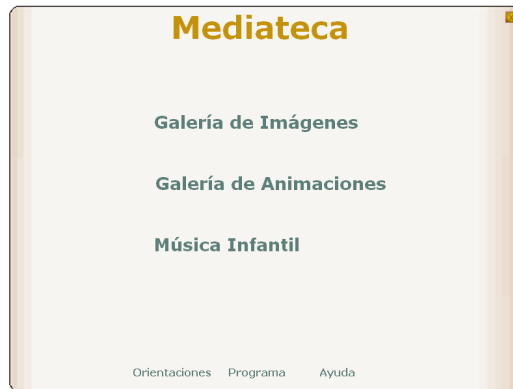 Mediateca
Galería de Imágenes
Galería de Animaciones
Música Infantil
Orientaciones Programa Ayuda